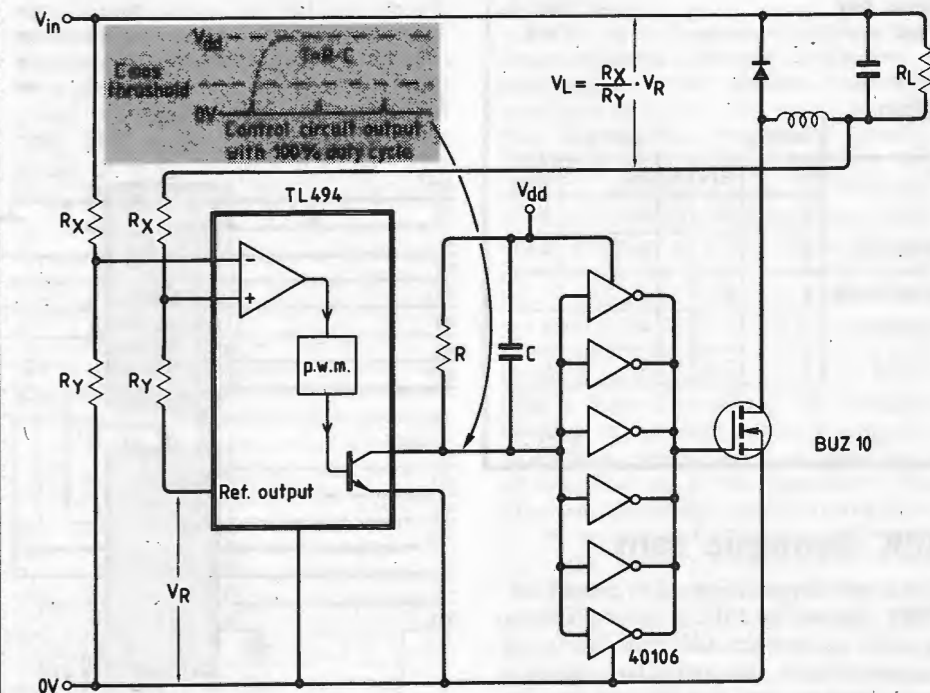 Vin
Vdd
T=R·C
Cmos
threshold
0V
Control circuit output
with 100% duty cycle
VL = RX/RY · VR
RL
TL494
Vdd
RX
RX
−
+
p.w.m.
R
C
RY
RY
Ref. output
BUZ 10
VR
40106
0V